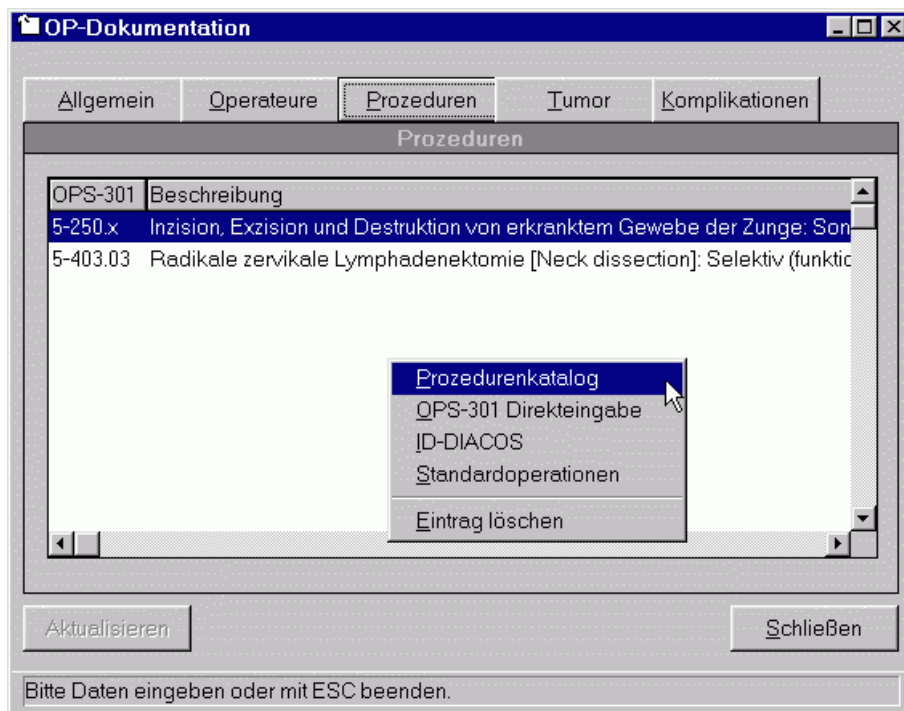 OP-Dokumentation
Allgemein Operateure Prozeduren Tumor Komplikationen
Prozeduren
OPS-301 Beschreibung
5-250.x Inzision, Exzision und Destruktion von erkranktem Gewebe der Zunge: Son
5-403.03 Radikale zervikale Lymphadenektomie [Neck dissection]: Selektiv (funktio
Prozedurenkatalog
OPS-301 Direkteingabe
ID-DIACOS
Standardoperationen
Eintrag löschen
Aktualisieren Schließen
Bitte Daten eingeben oder mit ESC beenden.